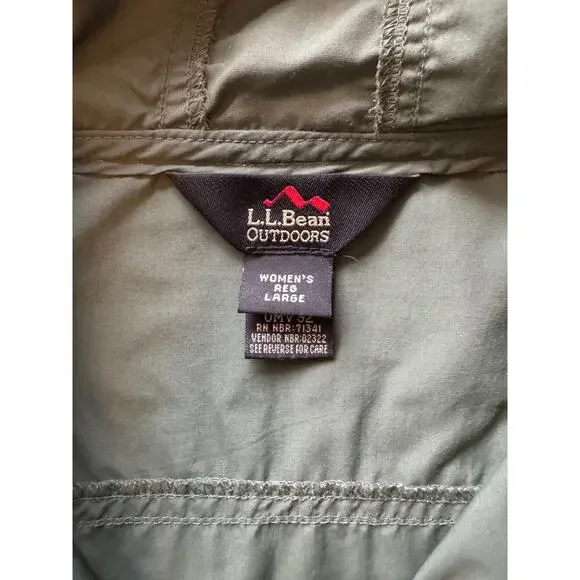 L.L.Bean
OUTDOORS
WOMEN'S
REG
LARGE
RN NBR:71341
VENDOR NBR:02322
SEE REVERSE FOR CARE